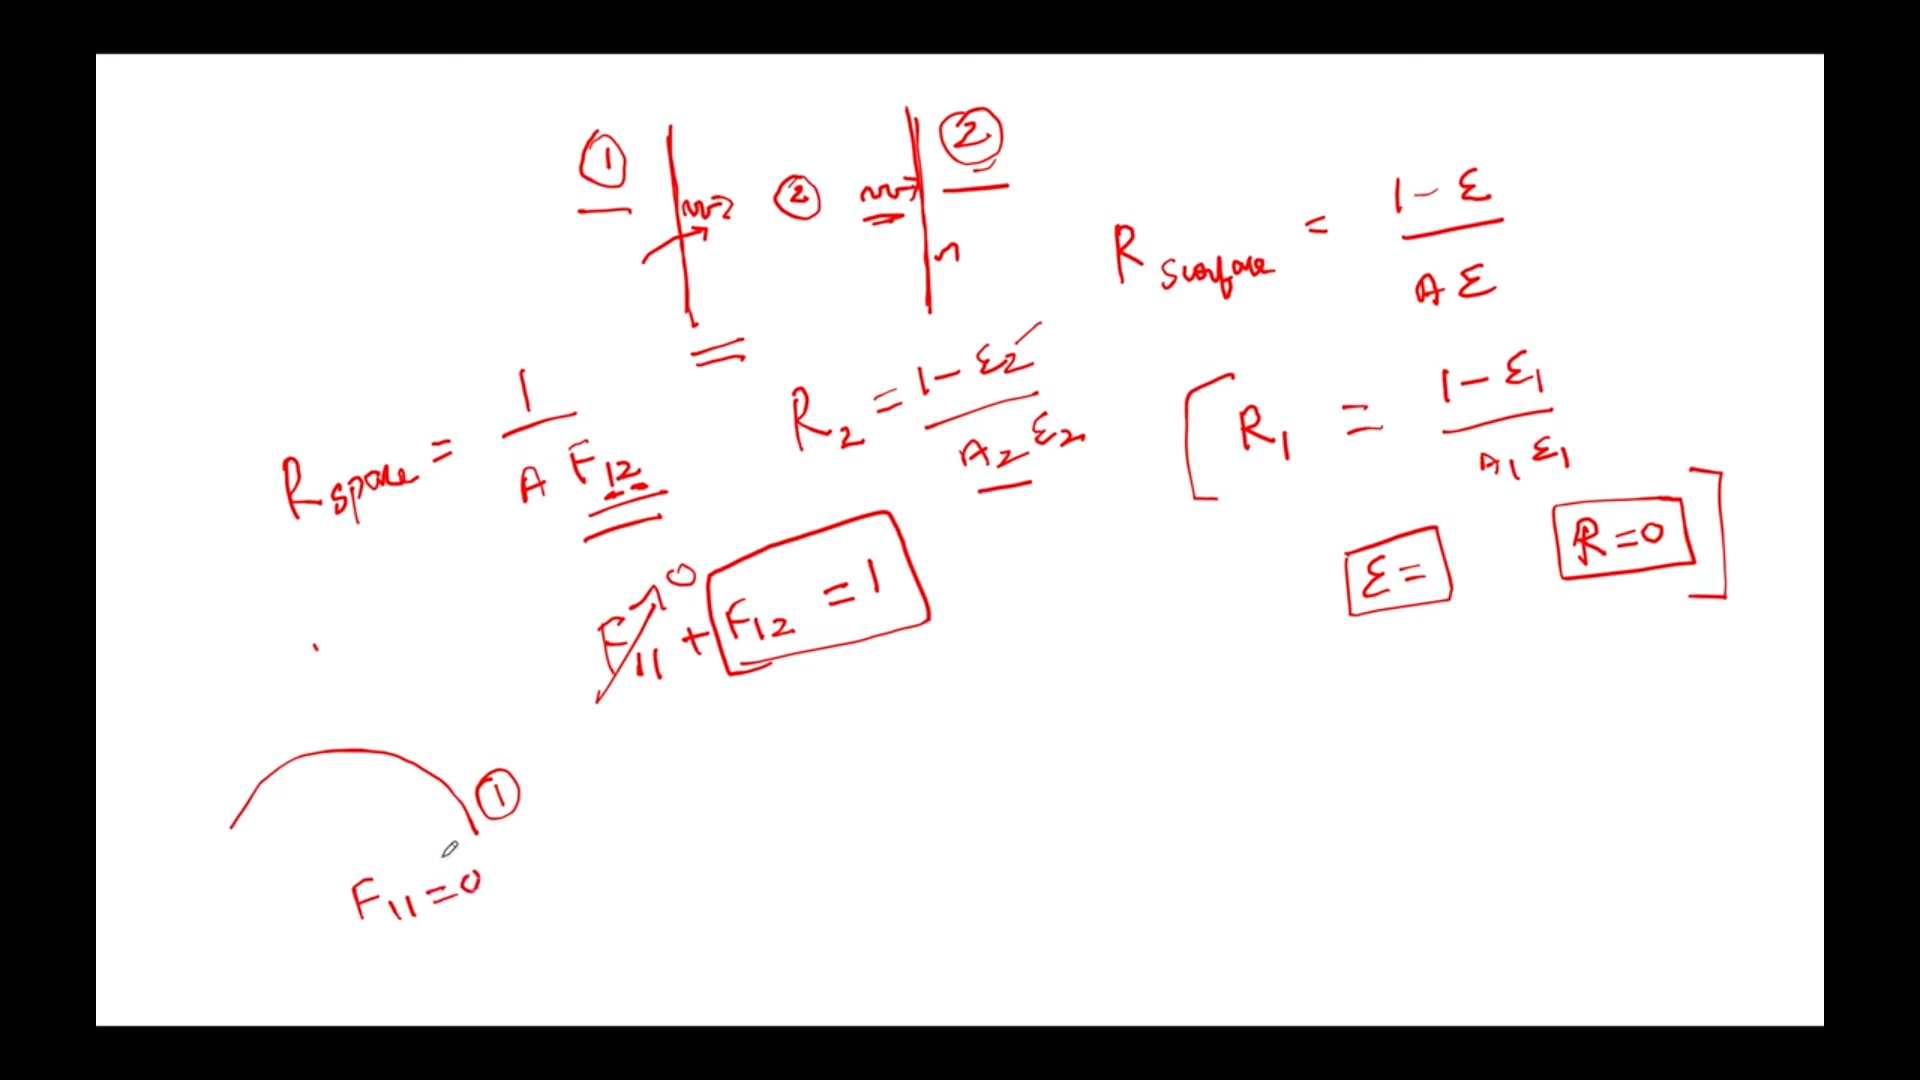 ① ② ②
R surface = 1 - ε / A ε
R space = 1 / A F12
R2 = 1 - ε2 / A2 ε2
[ R1 = 1 - ε1 / A1 ε1
ε = R = 0 ]
F11 0 + F12 = 1
①
F11 = 0